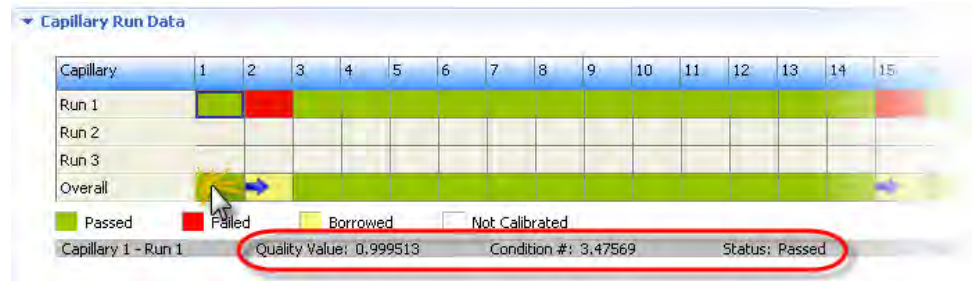 Capillary Run Data
Capillary 1 2 3 4 5 6 7 8 9 10 11 12 13 14 15
Run 1
Run 2
Run 3
Overall
Passed Failed Borrowed Not Calibrated
Capillary 1 - Run 1 Quality Value: 0.999513 Condition #: 3.47569 Status: Passed